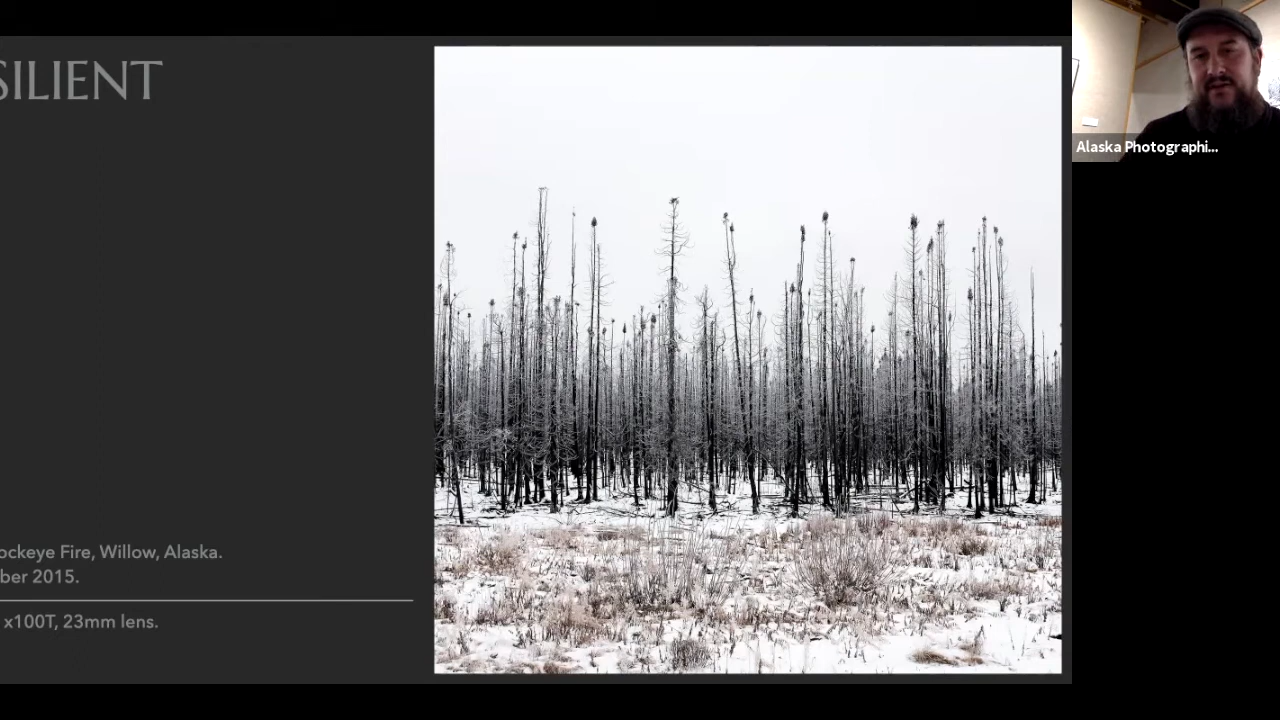 SILIENT
ockeye Fire, Willow, Alaska.
ber 2015.
x100T, 23mm lens.
Alaska Photographi...